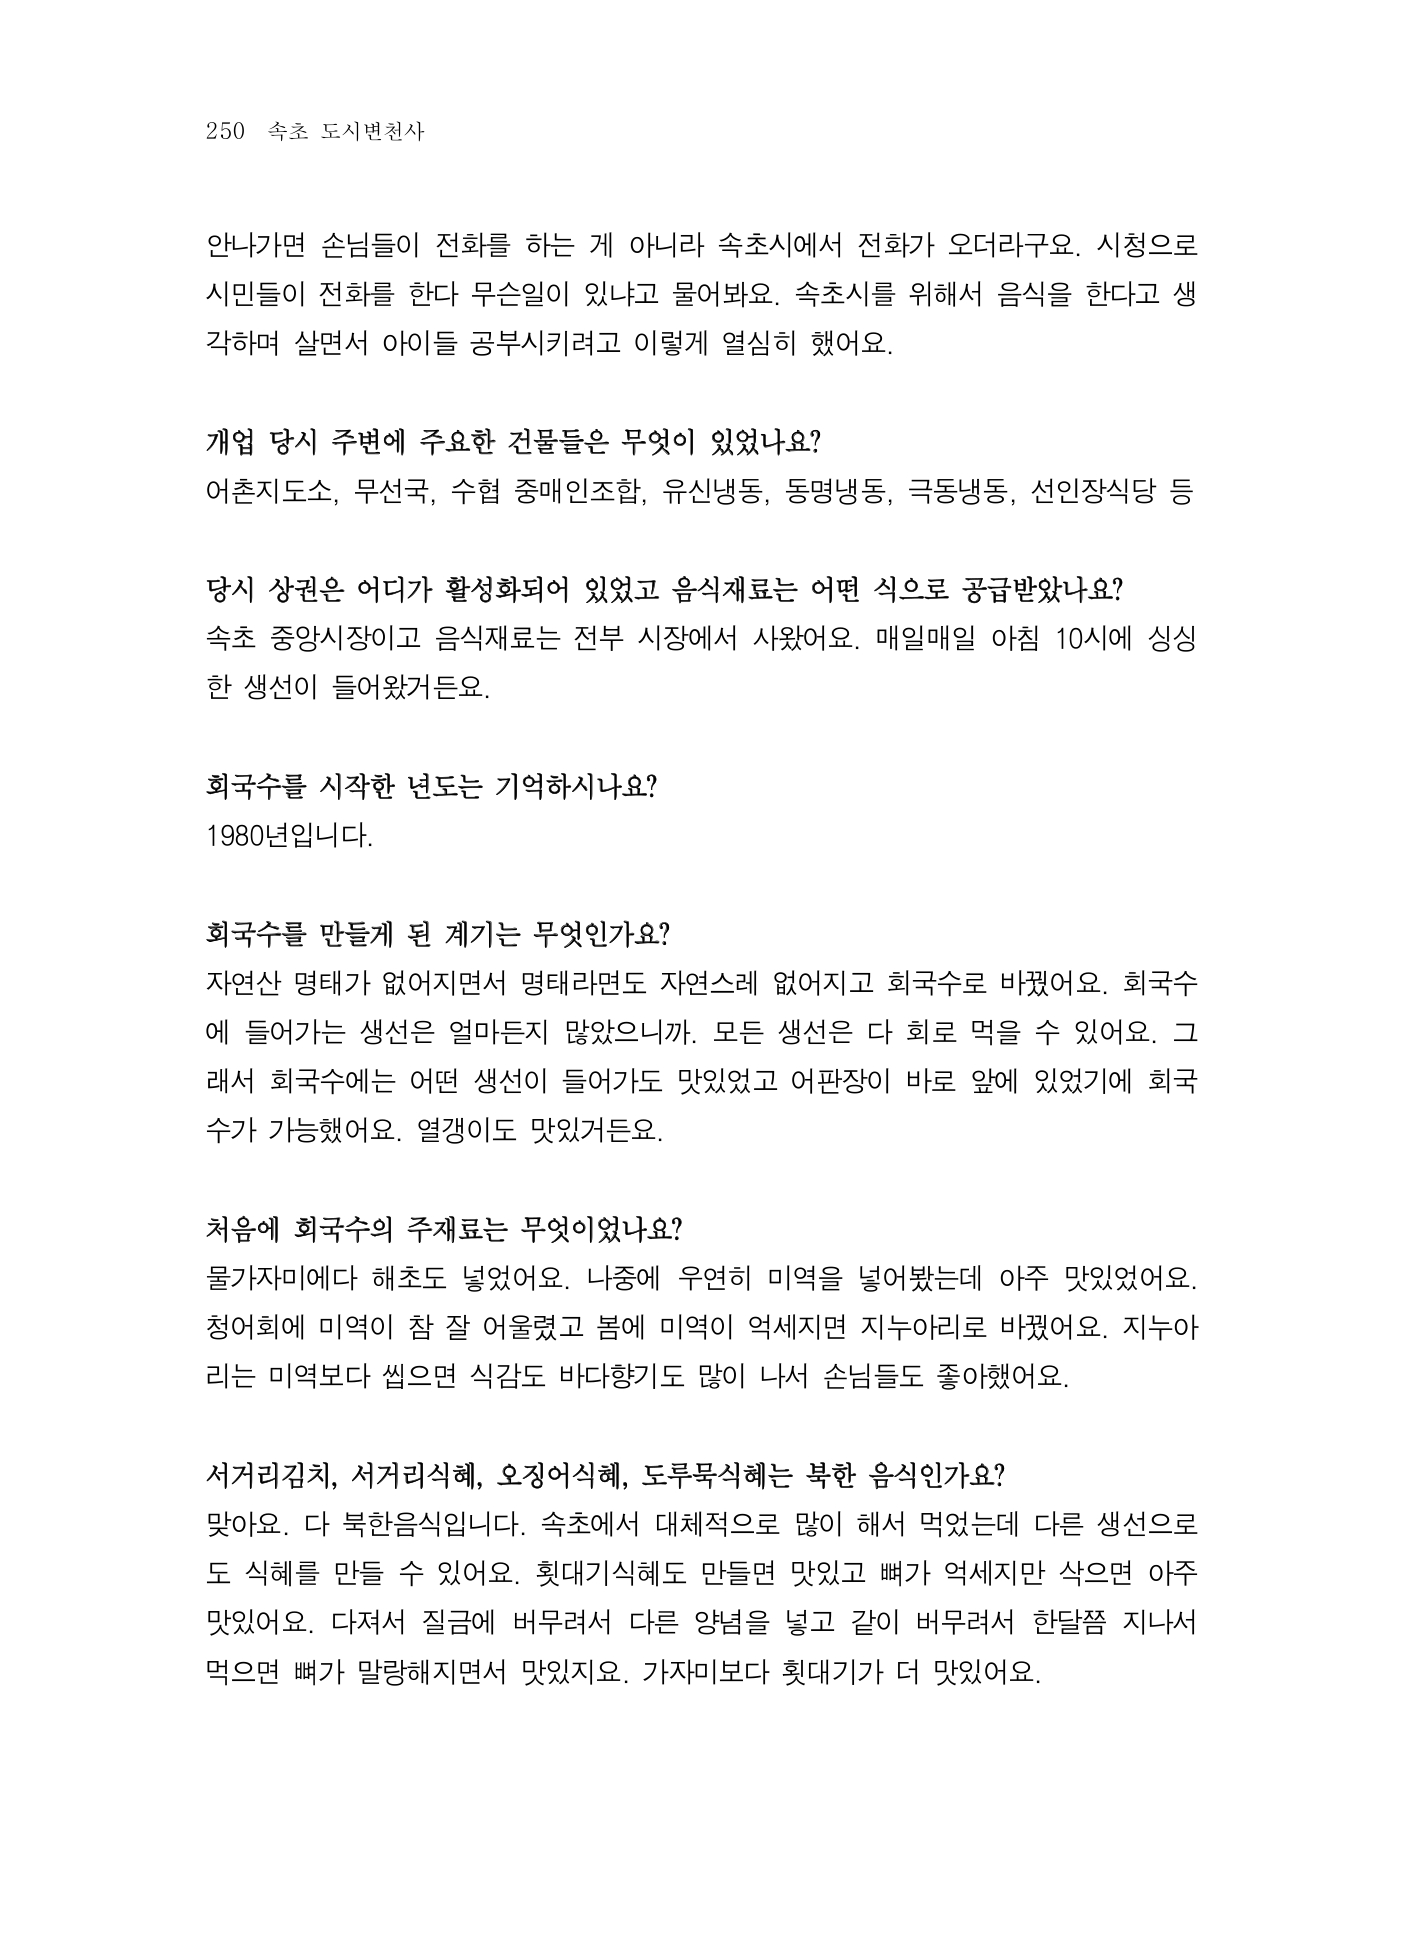 250 속초 도시변천사
안나가면 손님들이 전화를 하는 게 아니라 속초시에서 전화가 오더라구요. 시청으로
시민들이 전화를 한다 무슨일이 있냐고 물어봐요. 속초시를 위해서 음식을 한다고 생
각하며 살면서 아이들 공부시키려고 이렇게 열심히 했어요.
개업 당시 주변에 주요한 건물들은 무엇이 있었나요?
어촌지도소, 무선국, 수협 중매인조합, 유신냉동, 동명냉동, 극동냉동, 선인장식당 등
당시 상권은 어디가 활성화되어 있었고 음식재료는 어떤 식으로 공급받았나요?
속초 중앙시장이고 음식재료는 전부 시장에서 사왔어요. 매일매일 아침 10시에 싱싱
한 생선이 들어왔거든요.
회국수를 시작한 년도는 기억하시나요?
1980년입니다.
회국수를 만들게 된 계기는 무엇인가요?
자연산 명태가 없어지면서 명태라면도 자연스레 없어지고 회국수로 바꿨어요. 회국수
에 들어가는 생선은 얼마든지 많았으니까. 모든 생선은 다 회로 먹을 수 있어요. 그
래서 회국수에는 어떤 생선이 들어가도 맛있었고 어판장이 바로 앞에 있었기에 회국
수가 가능했어요. 열갱이도 맛있거든요.
처음에 회국수의 주재료는 무엇이었나요?
물가자미에다 해초도 넣었어요. 나중에 우연히 미역을 넣어봤는데 아주 맛있었어요.
청어회에 미역이 참 잘 어울렸고 봄에 미역이 억세지면 지누아리로 바꿨어요. 지누아
리는 미역보다 씹으면 식감도 바다향기도 많이 나서 손님들도 좋아했어요.
서거리김치, 서거리식혜, 오징어식혜, 도루묵식혜는 북한 음식인가요?
맞아요. 다 북한음식입니다. 속초에서 대체적으로 많이 해서 먹었는데 다른 생선으로
도 식혜를 만들 수 있어요. 횟대기식혜도 만들면 맛있고 뼈가 억세지만 삭으면 아주
맛있어요. 다져서 질금에 버무려서 다른 양념을 넣고 같이 버무려서 한달쯤 지나서
먹으면 뼈가 말랑해지면서 맛있지요. 가자미보다 횟대기가 더 맛있어요.